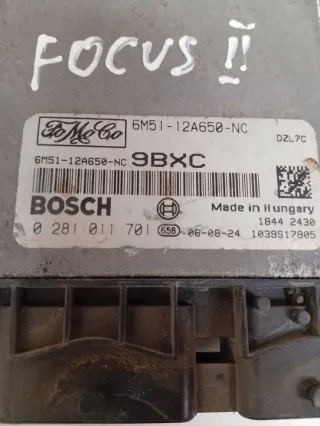 FOCUS II
FoMoCo 6M51-12A650-NC
DZL7C
6M51-12A650-NC 9BXC
BOSCH Made in Hungary
1844 2430
0 281 011 701 658 06-08-24 1039S17805